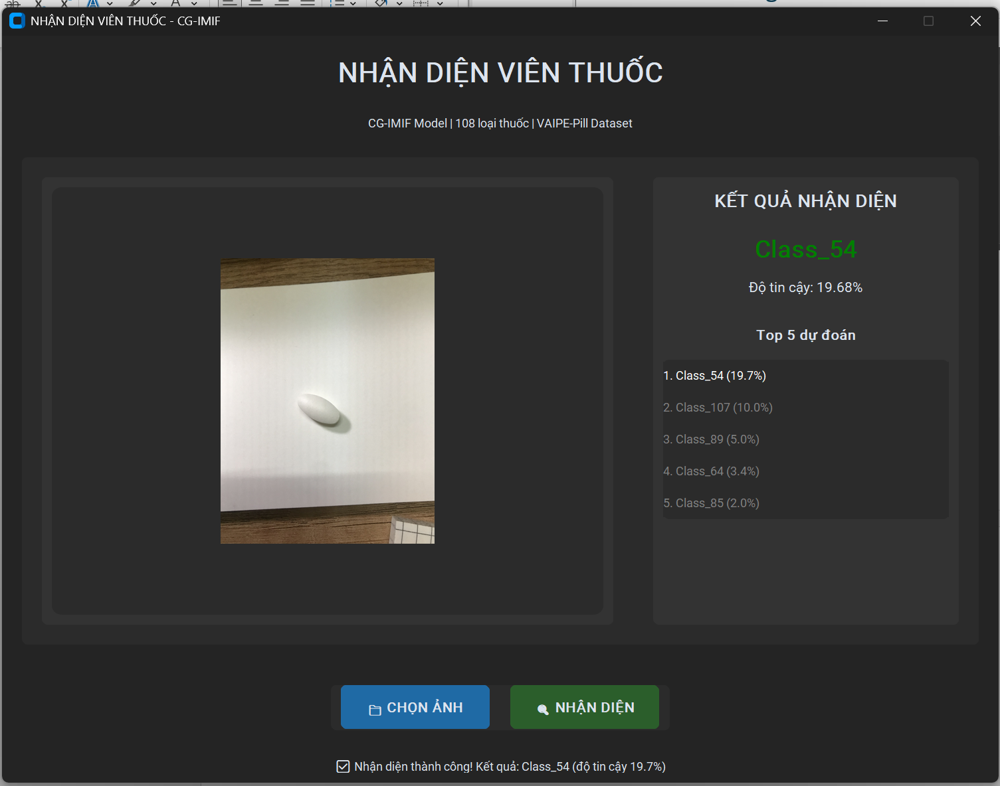 NHẬN DIỆN VIÊN THUỐC - CG-IMIF
NHẬN DIỆN VIÊN THUỐC
CG-IMIF Model | 108 loại thuốc | VAIPE-Pill Dataset
KẾT QUẢ NHẬN DIỆN
Class_54
Độ tin cậy: 19.68%
Top 5 dự đoán
1. Class_54 (19.7%)
2. Class_107 (10.0%)
3. Class_89 (5.0%)
4. Class_64 (3.4%)
5. Class_85 (2.0%)
CHỌN ẢNH
NHẬN DIỆN
Nhận diện thành công! Kết quả: Class_54 (độ tin cậy 19.7%)